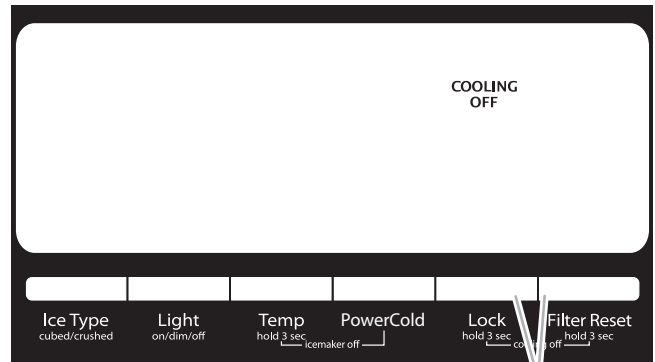 COOLING
OFF
Ice Type
cubed/crushed
Light
on/dim/off
Temp
hold 3 sec
PowerCold
icemaker off
Lock
hold 3 sec
Filter Reset
hold 3 sec
off